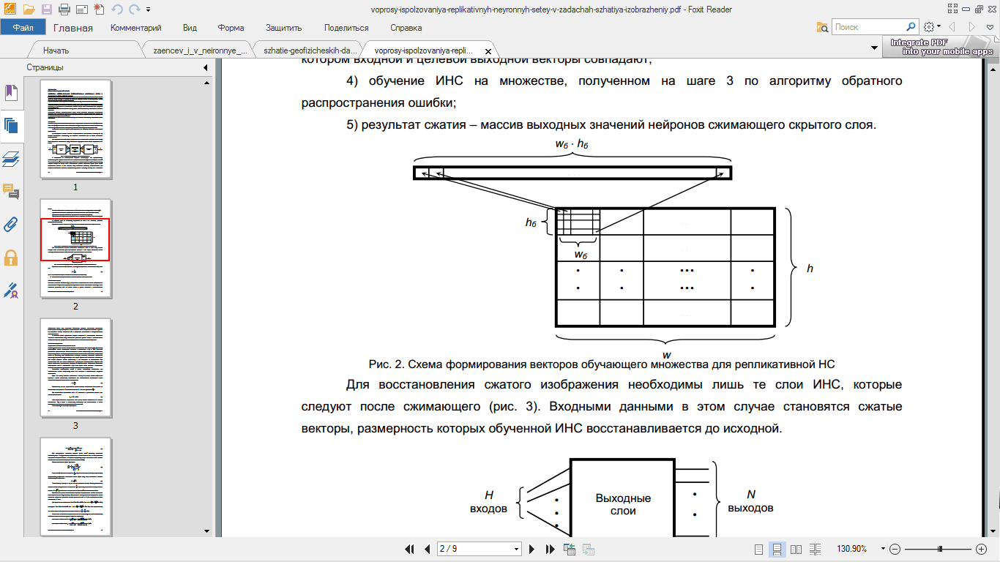 voprosy-ispolzovaniya-replikativnyh-neyronnyh-setey-v-zadachah-szhatiya-izobrazheniy.pdf - Foxit Reader
Файл Главная Комментарий Вид Форма Защитить Поделиться Справка Поиск
Начать zaencev_i_v_neironnye_... szhatie-geofizicheskih-da... voprosy-ispolzovaniya-repli...
Integrate PDF
into your mobile apps
Страницы
1
2
3
котором входной и целевой выходной векторы совпадают;
4) обучение ИНС на множестве, полученном на шаге 3 по алгоритму обратного
распространения ошибки;
5) результат сжатия – массив выходных значений нейронов сжимающего скрытого слоя.
wб · hб
hб
wб
h
w
Рис. 2. Схема формирования векторов обучающего множества для репликативной НС
Для восстановления сжатого изображения необходимы лишь те слои ИНС, которые
следуют после сжимающего (рис. 3). Входными данными в этом случае становятся сжатые
векторы, размерность которых обученной ИНС восстанавливается до исходной.
H
входов
Выходные
слои
N
выходов
2 / 9
130.90%